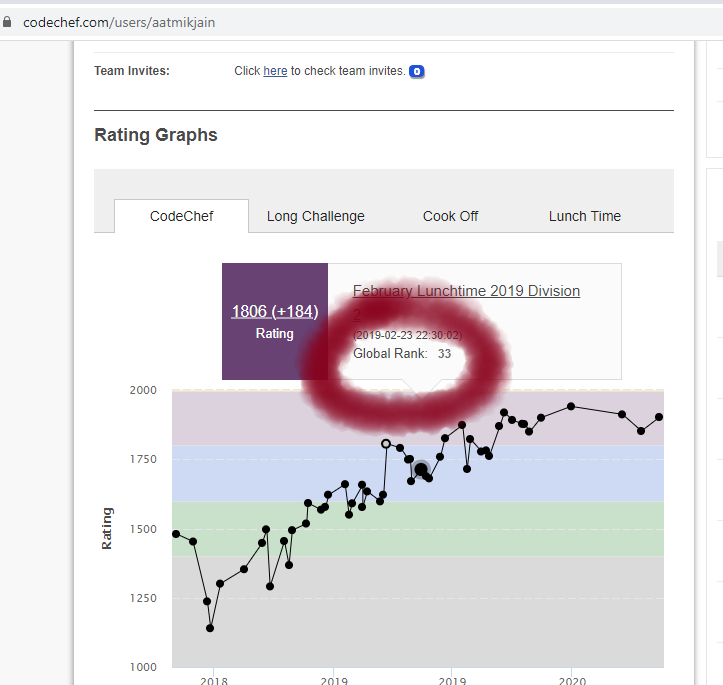 codechef.com/users/aatmikjain
Team Invites: Click here to check team invites. 0
Rating Graphs
CodeChef Long Challenge Cook Off Lunch Time
1806 (+184)
Rating
February Lunchtime 2019 Division
2
(2019-02-23 22:30:02)
Global Rank: 33
2000
1750
1500
1250
1000
Rating
2018 2019 2019 2020